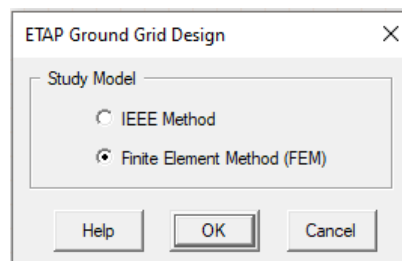 ETAP Ground Grid Design
Study Model
IEEE Method
Finite Element Method (FEM)
Help OK Cancel